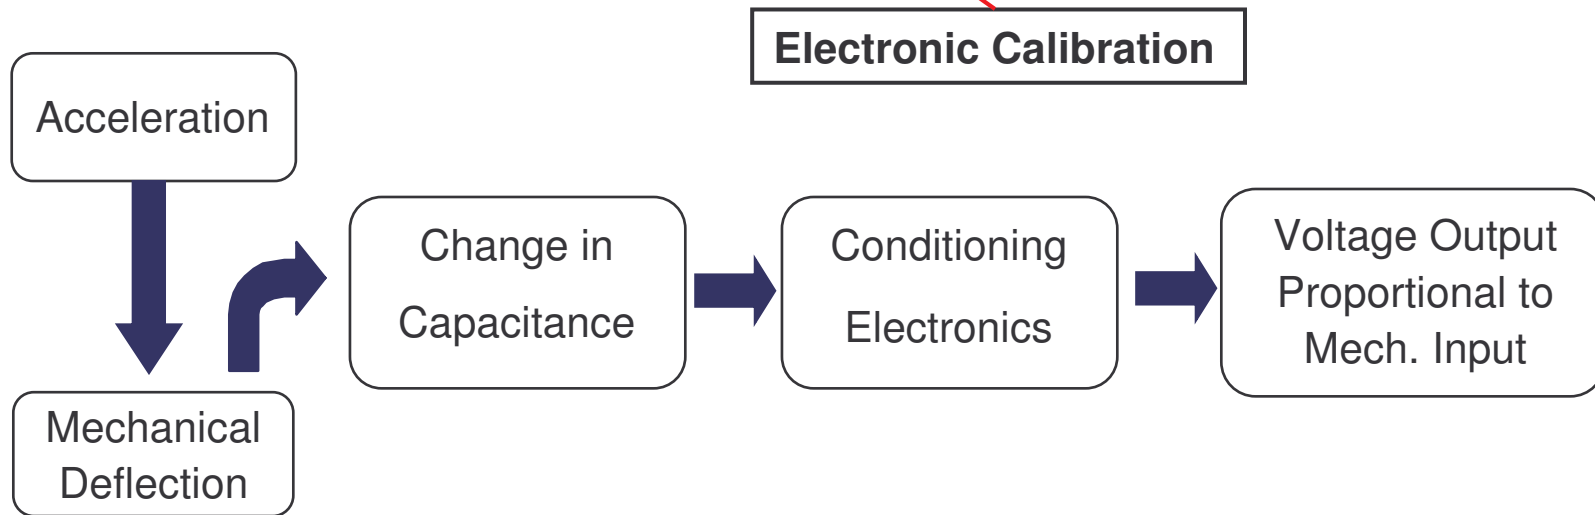 Electronic Calibration
Acceleration
Mechanical
Deflection
Change in
Capacitance
Conditioning
Electronics
Voltage Output
Proportional to
Mech. Input